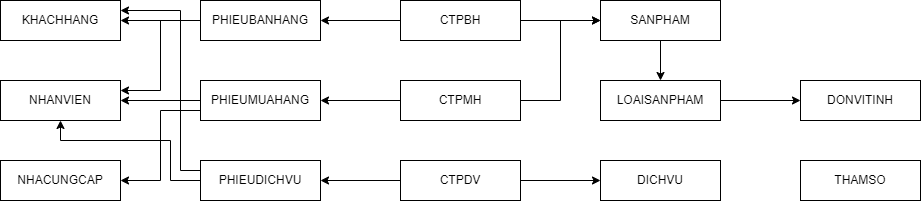 KHACHHANG
PHIEUBANHANG
CTPBH
SANPHAM
NHANVIEN
PHIEUMUAHANG
CTPMH
LOAISANPHAM
DONVITINH
NHACUNGCAP
PHIEUDICHVU
CTPDV
DICHVU
THAMSO